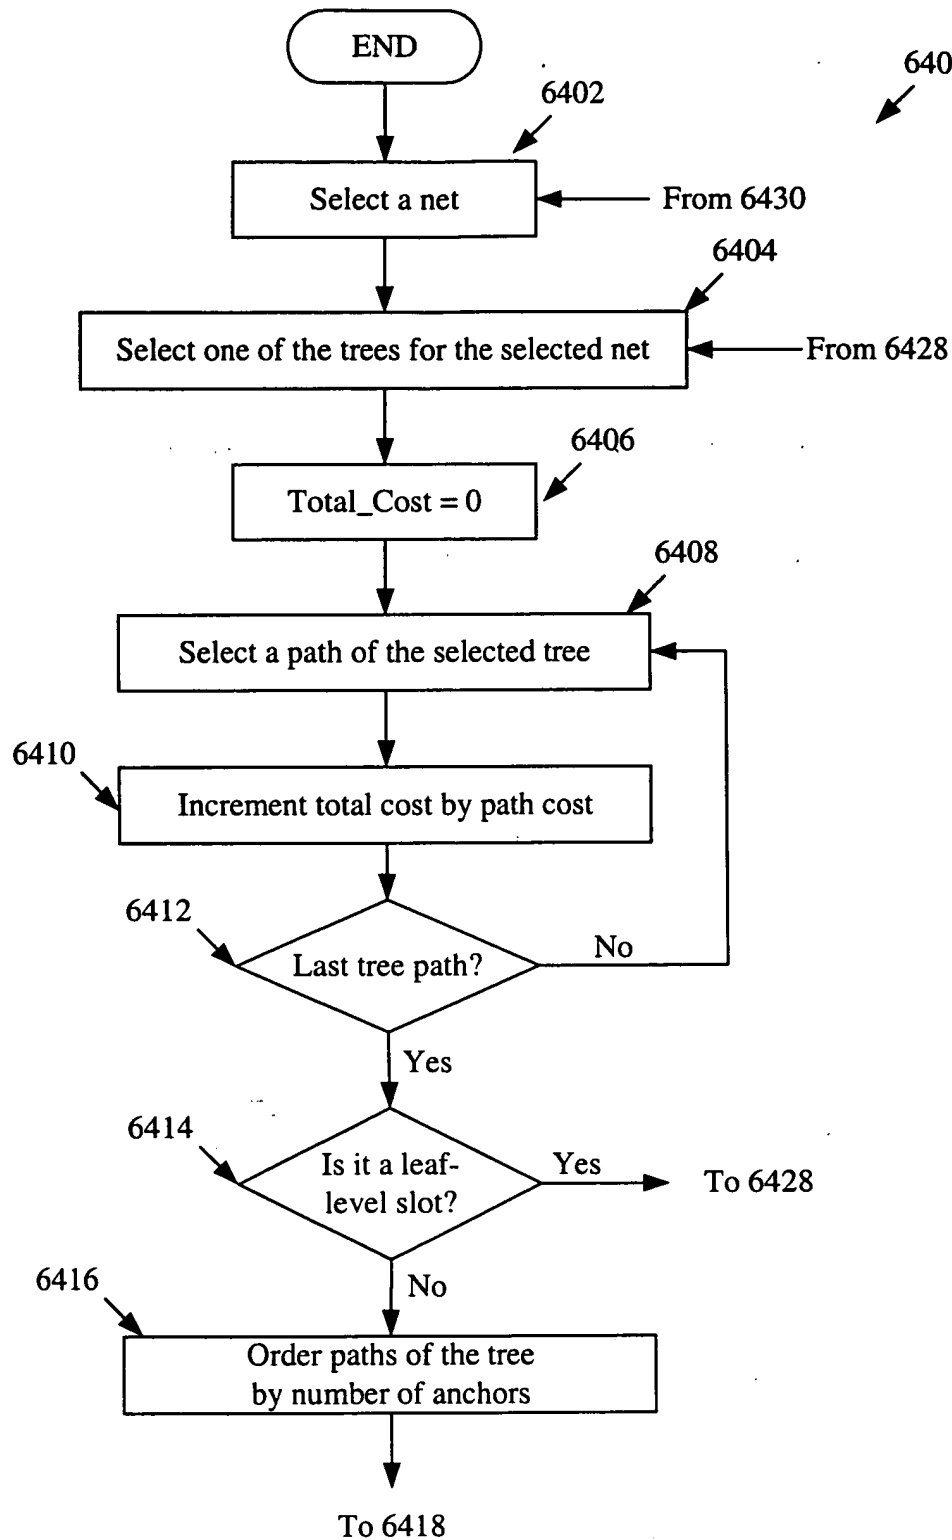 END
640
6402
Select a net
From 6430
6404
Select one of the trees for the selected net
From 6428
6406
Total_Cost = 0
6408
Select a path of the selected tree
6410
Increment total cost by path cost
6412
Last tree path?
No
Yes
6414
Is it a leaf-
level slot?
Yes
To 6428
No
6416
Order paths of the tree
by number of anchors
To 6418